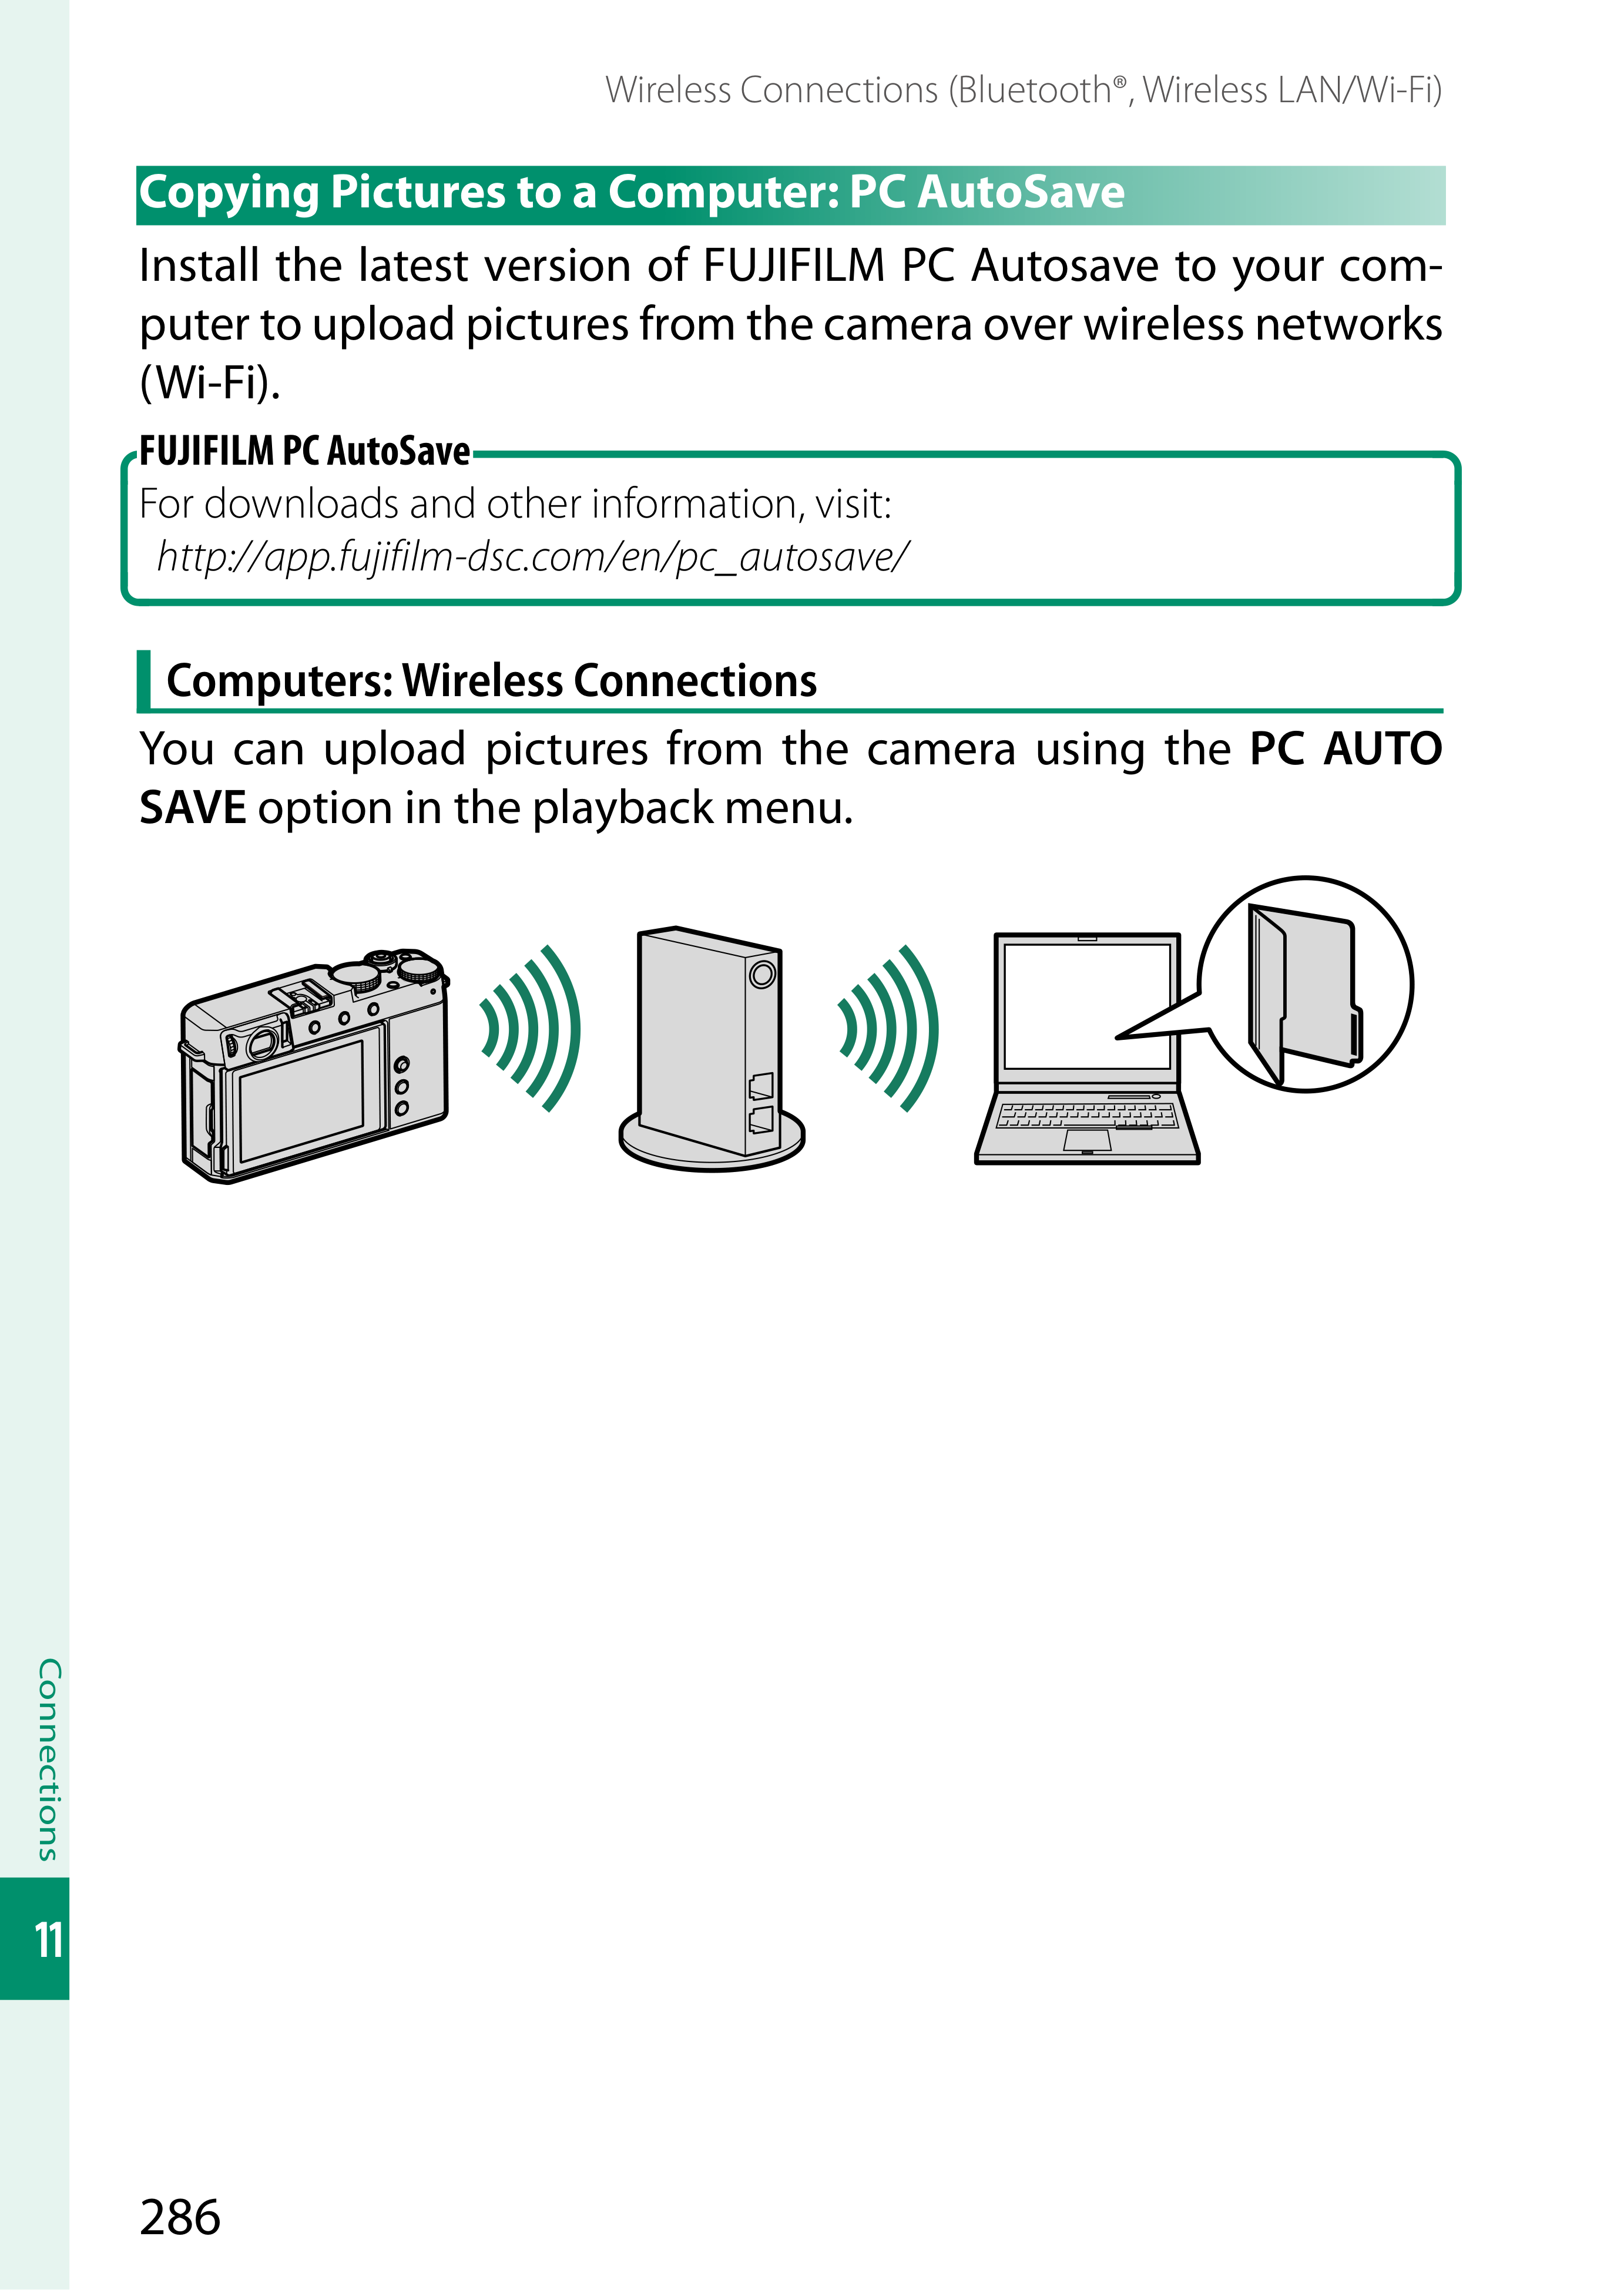 Wireless Connections (Bluetooth®, Wireless LAN/Wi-Fi)
Copying Pictures to a Computer: PC AutoSave
Install the latest version of FUJIFILM PC Autosave to your com-
puter to upload pictures from the camera over wireless networks
(Wi-Fi).
FUJIFILM PC AutoSave
For downloads and other information, visit:
http://app.fujifilm-dsc.com/en/pc_autosave/
Computers: Wireless Connections
You can upload pictures from the camera using the PC AUTO
SAVE option in the playback menu.
Connections
11
286